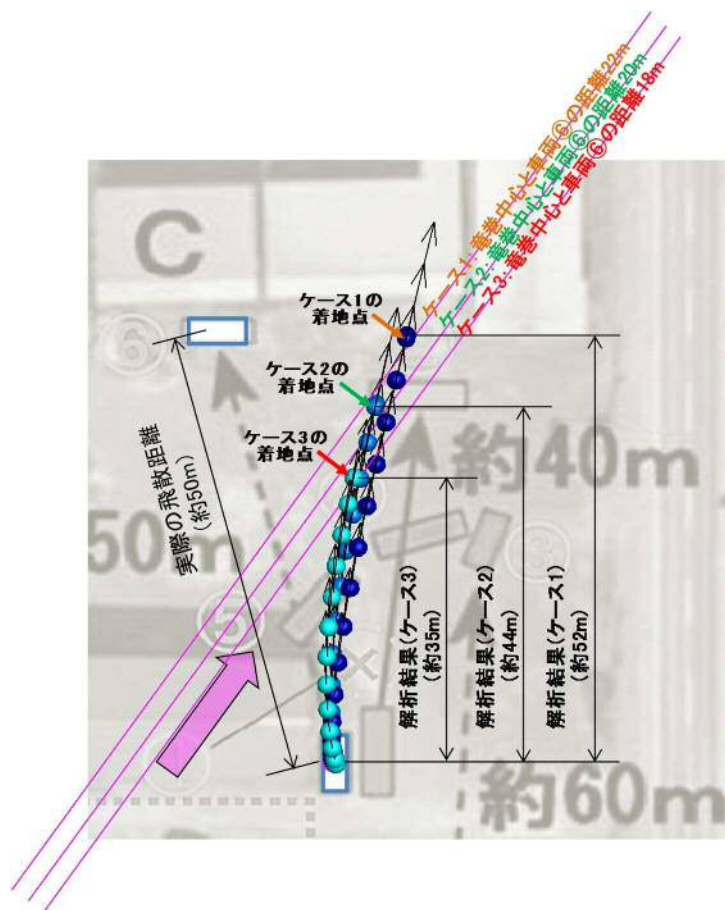 ケース1: 竜巻中心と車両⑥の距離22m
ケース2: 竜巻中心と車両⑥の距離20m
ケース3: 竜巻中心と車両⑥の距離18m
C
⑥
ケース1の
着地点
ケース2の
着地点
ケース3の
着地点
実際の飛散距離
(約50m)
約40m
50m
⑤
解析結果(ケース3)
(約35m)
解析結果(ケース2)
(約44m)
解析結果(ケース1)
(約52m)
約60m